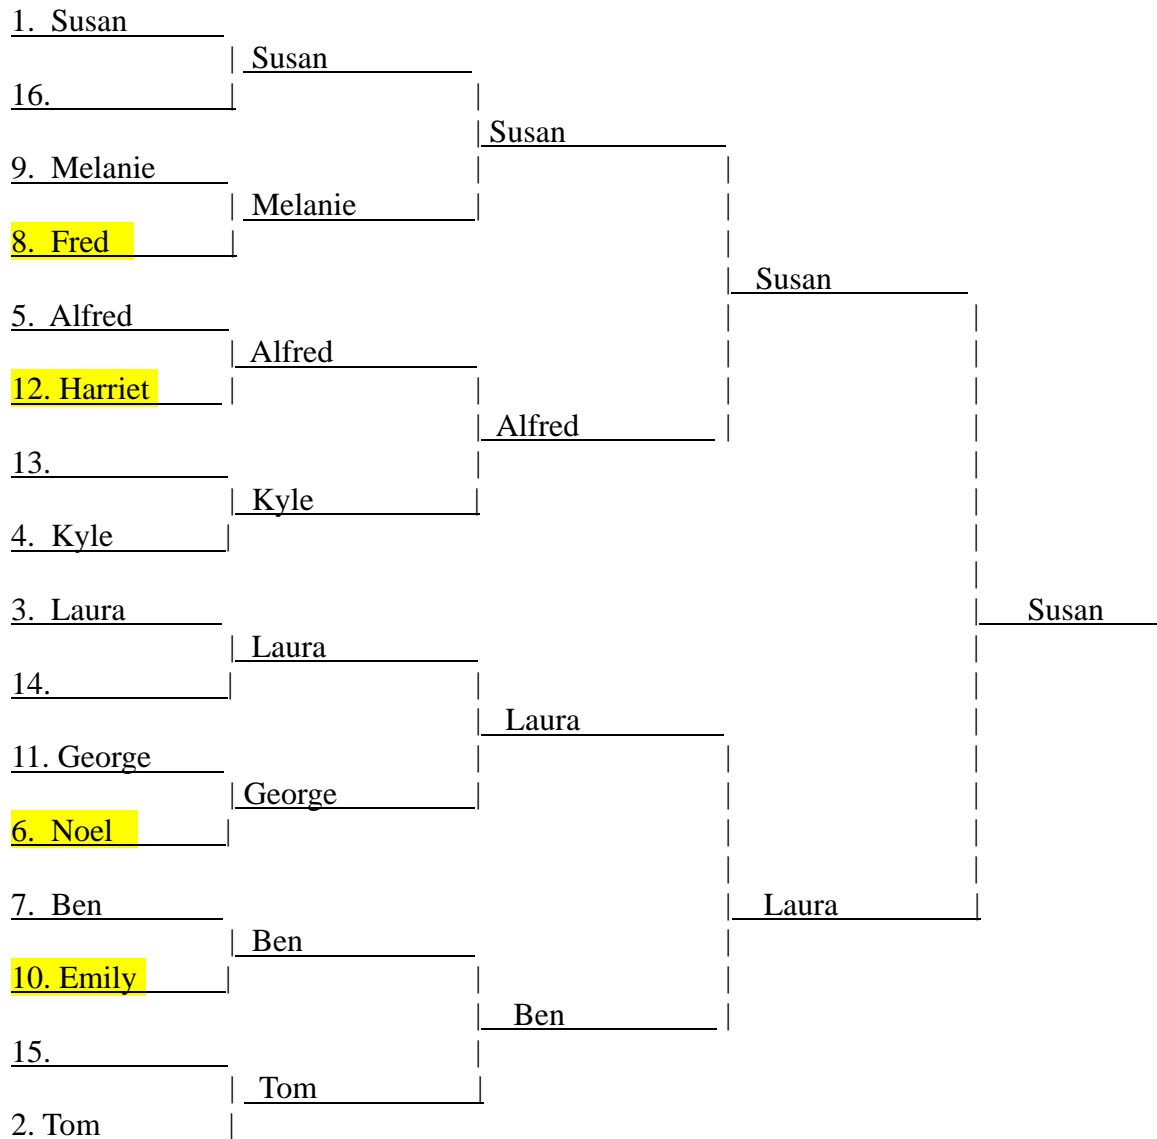 1. Susan
Susan
16.
Susan
9. Melanie
Melanie
8. Fred
Susan
5. Alfred
Alfred
12. Harriet
Alfred
13.
Kyle
4. Kyle
3. Laura
Susan
Laura
14.
Laura
11. George
George
6. Noel
7. Ben
Laura
Ben
10. Emily
Ben
15.
Tom
2. Tom